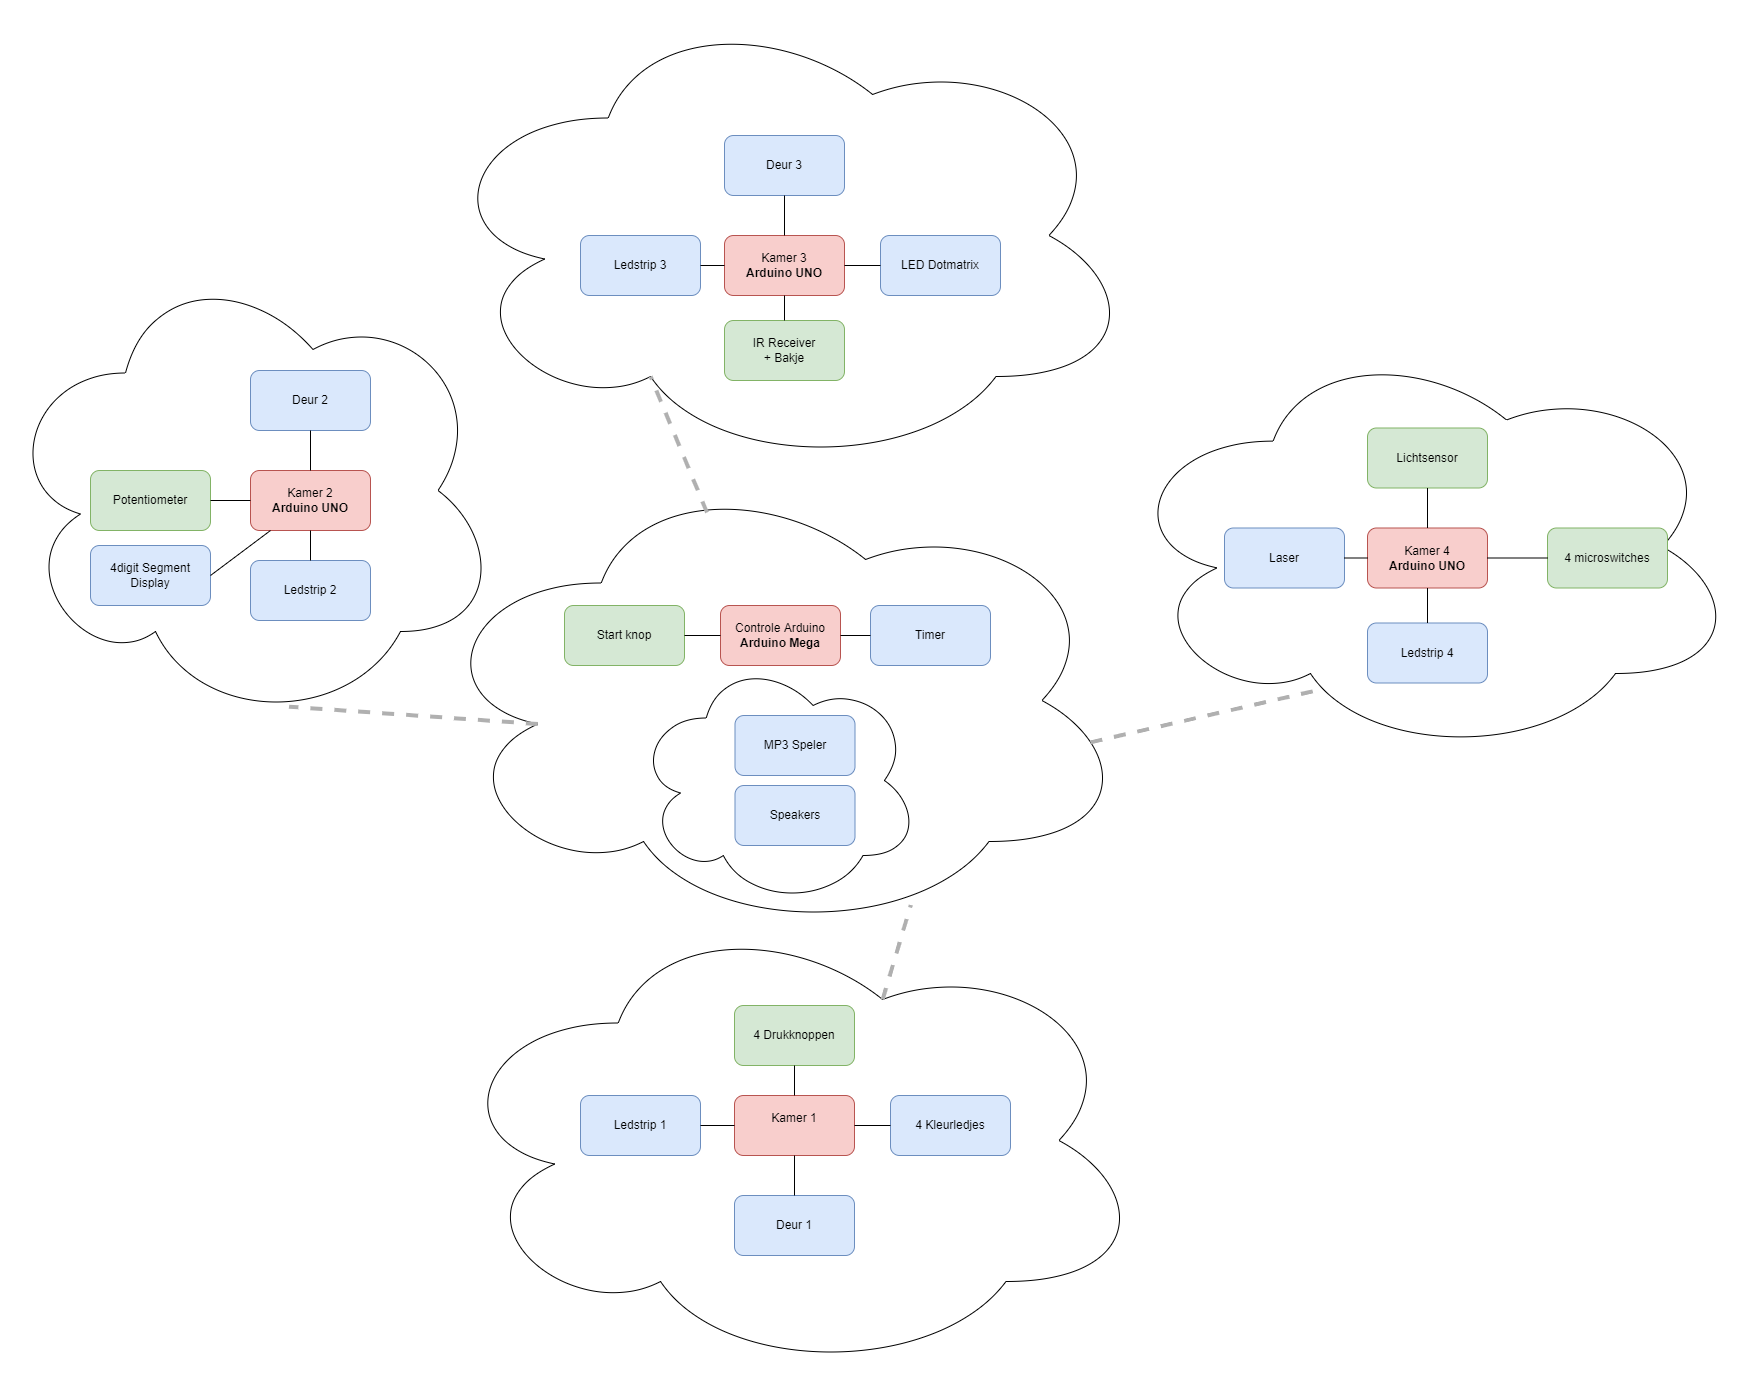 Deur 3
Ledstrip 3
Kamer 3
Arduino UNO
LED Dotmatrix
IR Receiver
+ Bakje
Deur 2
Potentiometer
Kamer 2
Arduino UNO
4digit Segment
Display
Ledstrip 2
Lichtsensor
Laser
Kamer 4
Arduino UNO
4 microswitches
Ledstrip 4
Start knop
Controle Arduino
Arduino Mega
Timer
MP3 Speler
Speakers
4 Drukknoppen
Ledstrip 1
Kamer 1
4 Kleurledjes
Deur 1